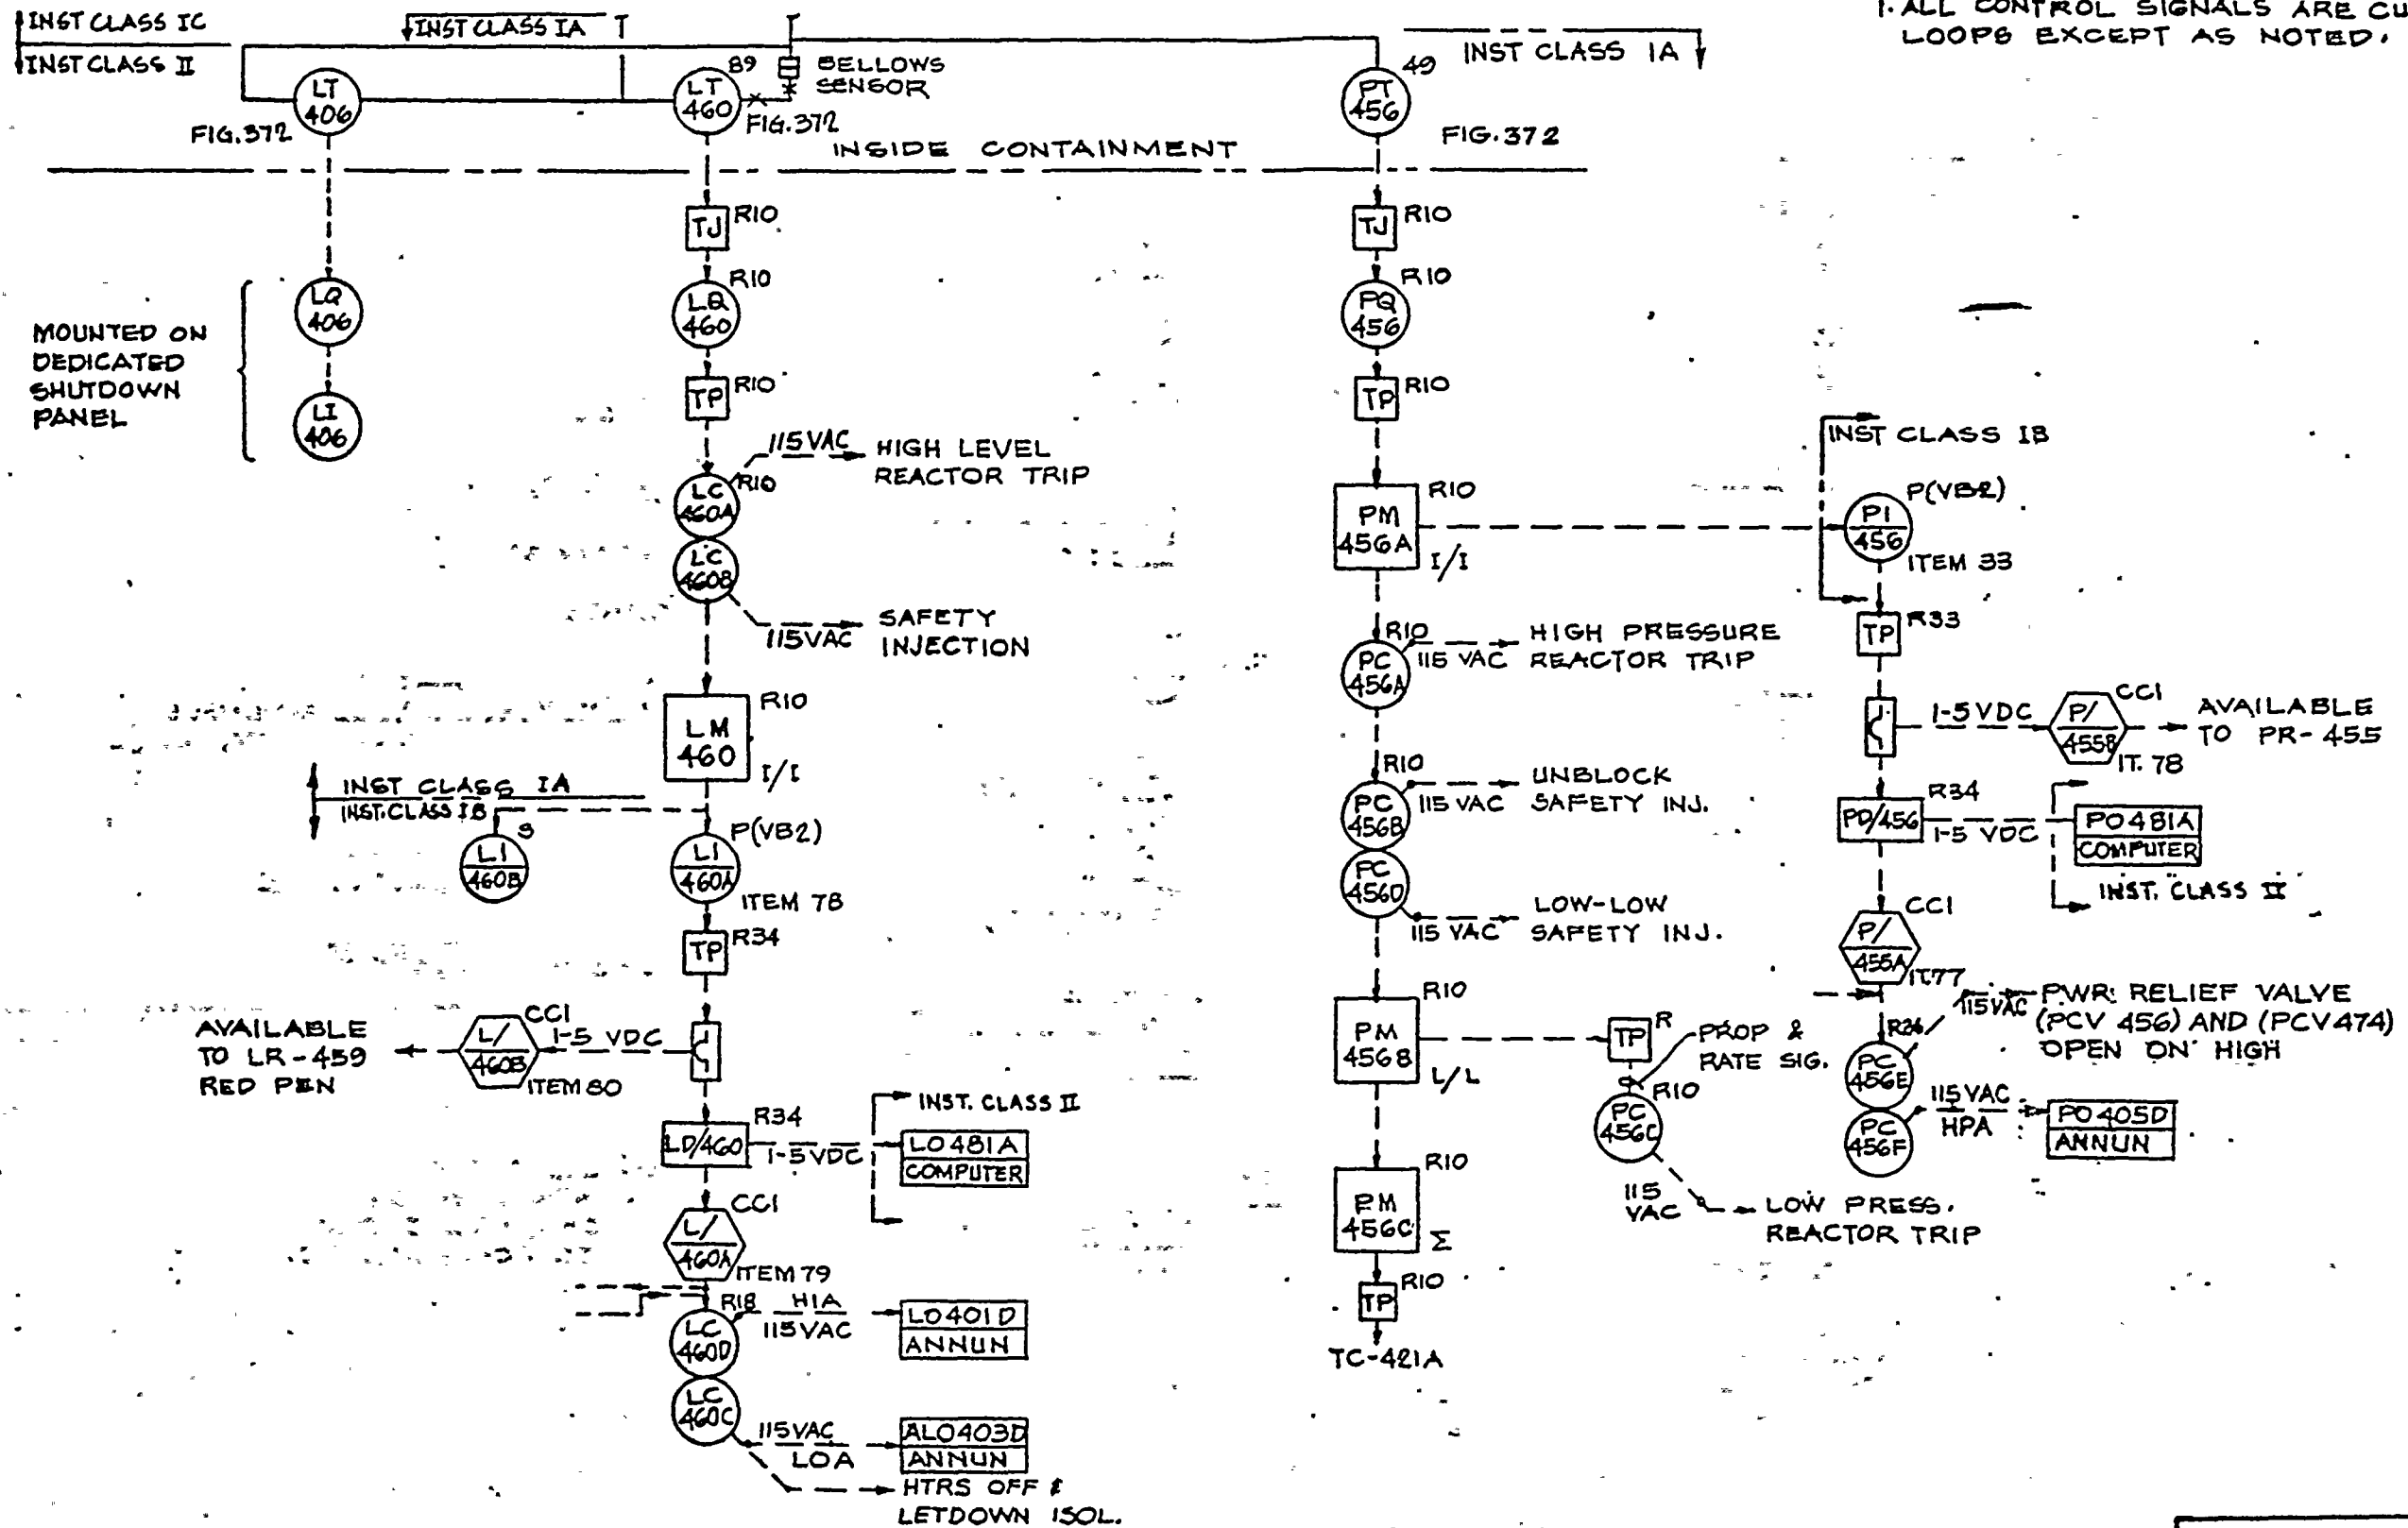 INST CLASS IC
INST CLASS II
INST CLASS IA
T
T
89
BELLOWS
SENSOR
LT
406
FIG.372
LT
460
FIG.372
49
PT
456
FIG.372
INST CLASS IA
1. ALL CONTROL SIGNALS ARE CU
LOOPS EXCEPT AS NOTED.
INSIDE CONTAINMENT
MOUNTED ON
DEDICATED
SHUTDOWN
PANEL
LQ
406
LI
406
TJ
R10
LQ
460
R10
TP
R10
LC
460A
R10
115VAC
HIGH LEVEL
REACTOR TRIP
LC
460B
115VAC
SAFETY
INJECTION
LM
460
R10
I/I
INST CLASS IA
INST. CLASS IB
LI
460B
S
LI
460A
P(VB2)
ITEM 78
TP
R34
AVAILABLE
TO LR-459
RED PEN
L/
460B
CCI
ITEM 80
1-5 VDC
LD/460
R34
1-5VDC
INST. CLASS II
L0481A
COMPUTER
L/
460A
CCI
ITEM 79
LC
460D
R18
HIA
115VAC
L0401D
ANNUN
LC
460C
115VAC
LOA
AL0403D
ANNUN
HTRS OFF &
LETDOWN ISOL.
TJ
R10
PQ
456
R10
TP
R10
PM
456A
R10
I/I
PC
456A
R10
115 VAC
HIGH PRESSURE
REACTOR TRIP
PC
456B
R10
115 VAC
UNBLOCK
SAFETY INJ.
PC
456D
115 VAC
LOW-LOW
SAFETY INJ.
PM
456B
R10
L/L
TP
R
PROP &
RATE SIG.
PC
456C
R10
115
VAC
LOW PRESS.
REACTOR TRIP
PM
456C
R10
Σ
TP
R10
TC-421A
INST CLASS IB
PI
456
P(VB2)
ITEM 33
TP
R33
1-5VDC
P/
455B
CCI
IT. 78
AVAILABLE
TO PR-455
PD/456
R34
1-5 VDC
P0481A
COMPUTER
INST. CLASS II
P/
455A
CCI
IT.77
115VAC
PWR. RELIEF VALVE
(PCV 456) AND (PCV 474)
OPEN ON HIGH
PC
456E
R26
PC
456F
115VAC
HPA
P0405D
ANNUN